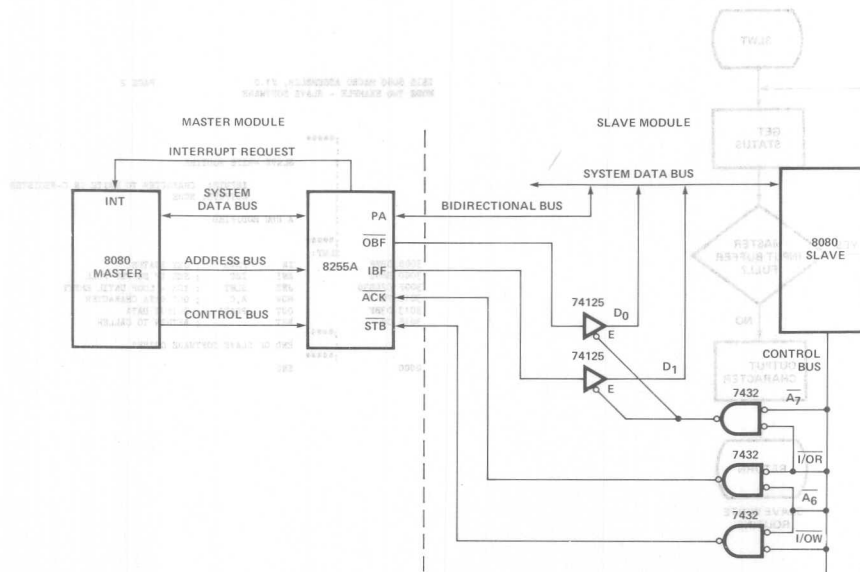 MASTER MODULE
SLAVE MODULE
INTERRUPT REQUEST
SYSTEM DATA BUS
INT
SYSTEM
DATA BUS
BIDIRECTIONAL BUS
PA
8080
MASTER
ADDRESS BUS
8255A
OBF
IBF
ACK
STB
CONTROL BUS
8080
SLAVE
74125
D0
E
74125
D1
E
CONTROL
BUS
7432
A7
I/OR
7432
A6
7432
I/OW